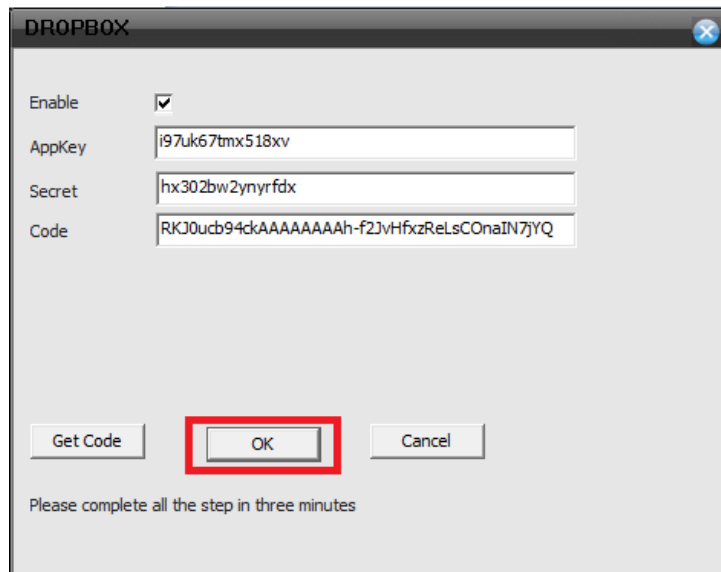 DROPBOX
Enable
AppKey i97uk67tmx518xv
Secret hx302bw2ynyrfdx
Code RKJ0ucb94ckAAAAAAAAh-f2JvHfxzReLsCOnaIN7jYQ
Get Code OK Cancel
Please complete all the step in three minutes